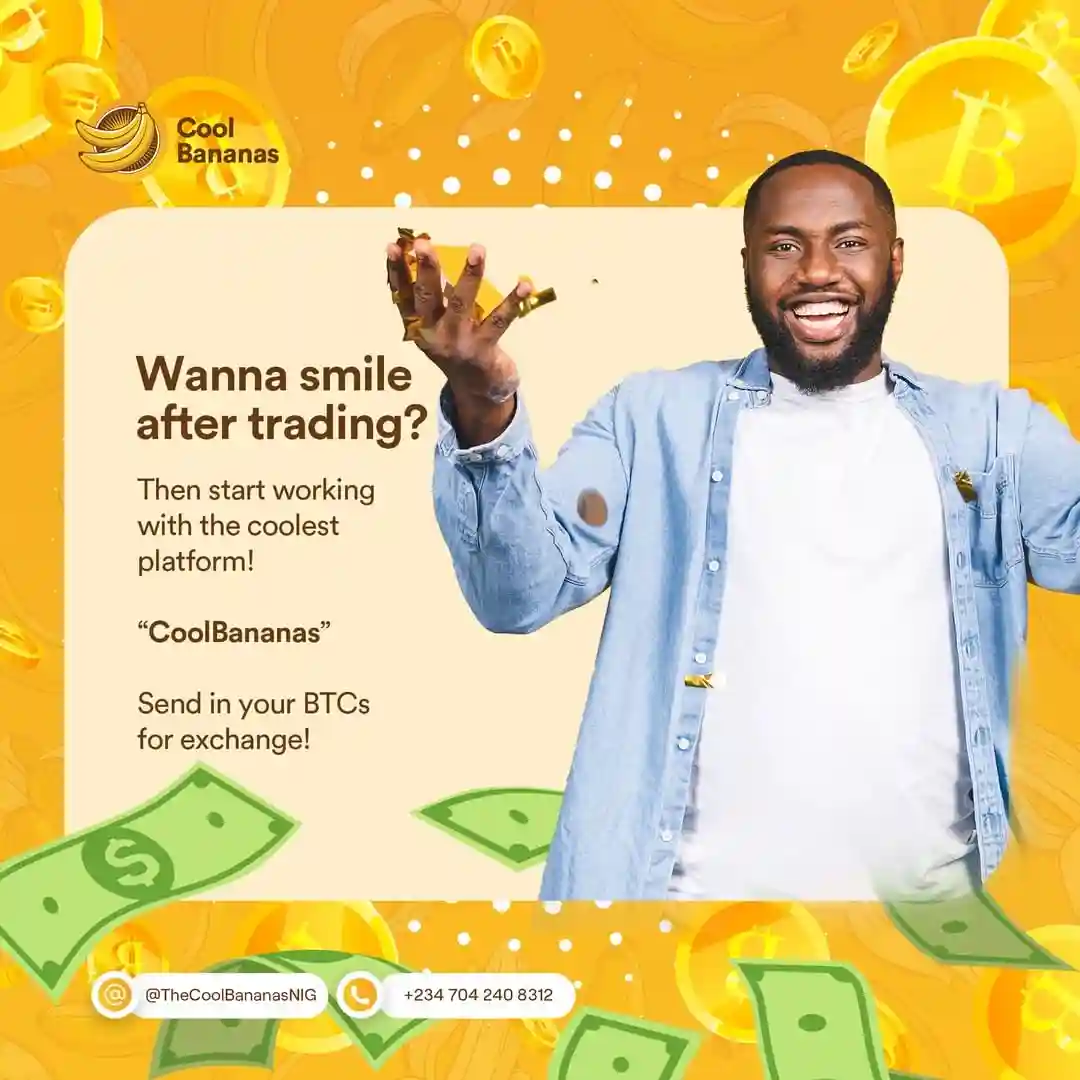 Cool
Bananas
Wanna smile
after trading?
Then start working
with the coolest
platform!
“CoolBananas”
Send in your BTCs
for exchange!
@TheCoolBananasNIG
+234 704 240 8312